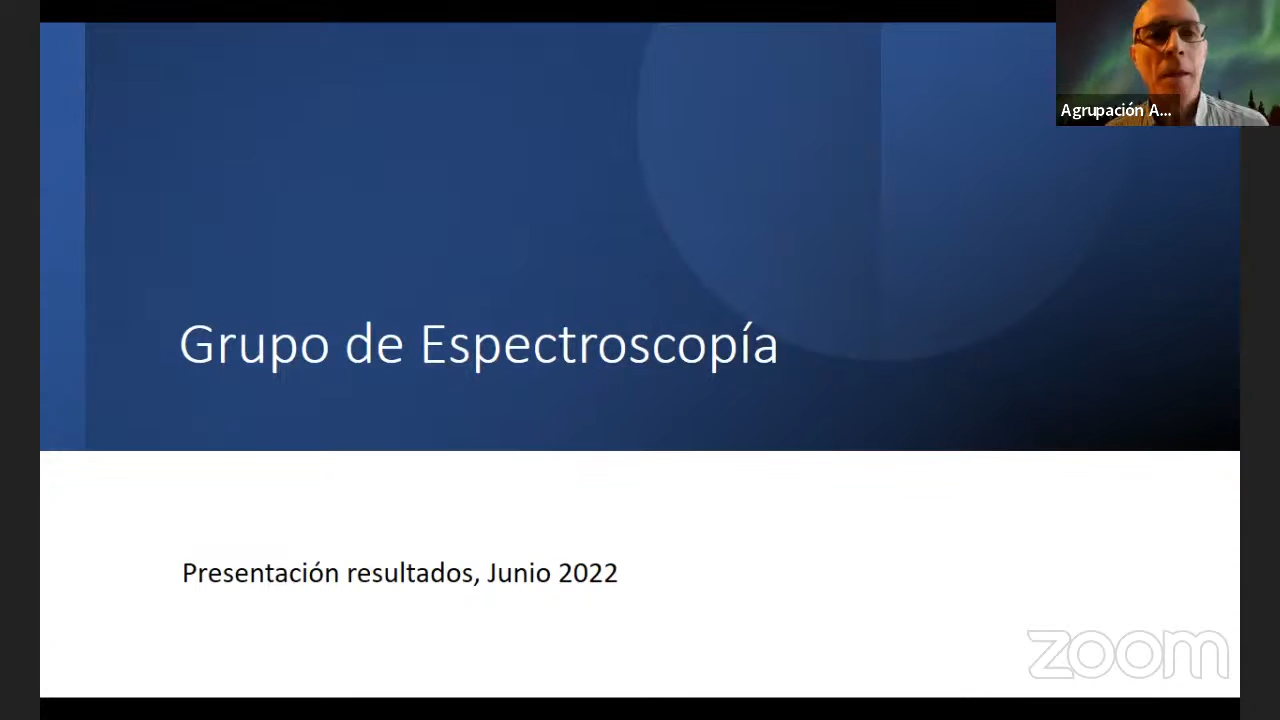 Agrupación A...
Grupo de Espectroscopía
Presentación resultados, Junio 2022
zoom